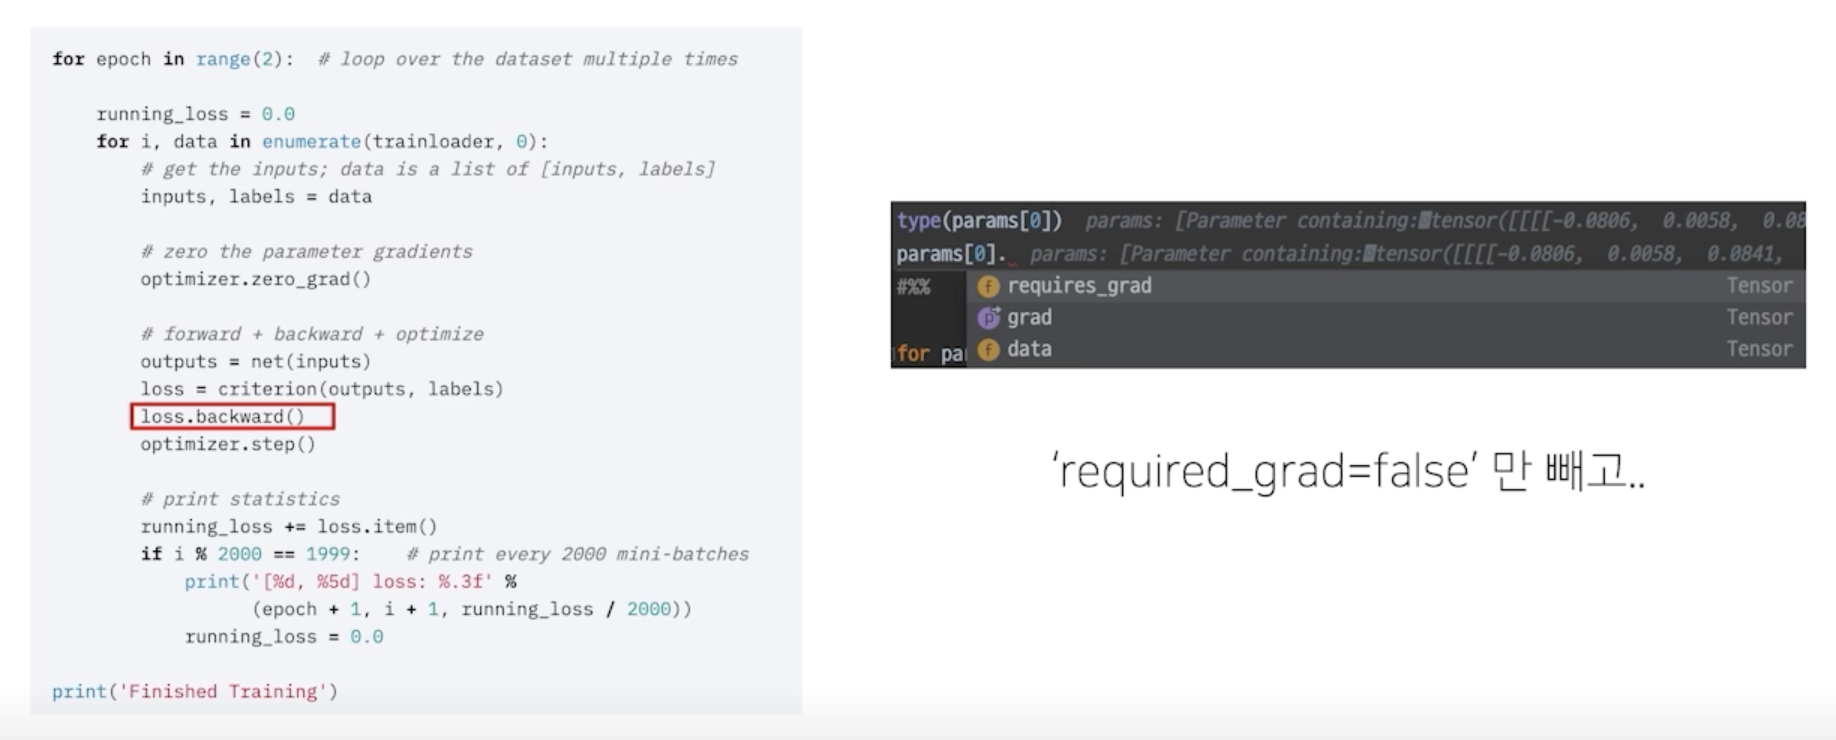 for epoch in range(2):  # loop over the dataset multiple times
running_loss = 0.0
for i, data in enumerate(trainloader, 0):
# get the inputs; data is a list of [inputs, labels]
inputs, labels = data
# zero the parameter gradients
optimizer.zero_grad()
# forward + backward + optimize
outputs = net(inputs)
loss = criterion(outputs, labels)
loss.backward()
optimizer.step()
# print statistics
running_loss += loss.item()
if i % 2000 == 1999:    # print every 2000 mini-batches
print('[%d, %5d] loss: %.3f' %
(epoch + 1, i + 1, running_loss / 2000))
running_loss = 0.0
print('Finished Training')
type(params[0])  params: [Parameter containing: tensor([[[[-0.0806,  0.0058,  0.08
params[0].  params: [Parameter containing: tensor([[[[-0.0806,  0.0058,  0.0841,
#%% f requires_grad Tensor
p grad Tensor
for pa f data Tensor
‘required_grad=false’ 만 빼고..